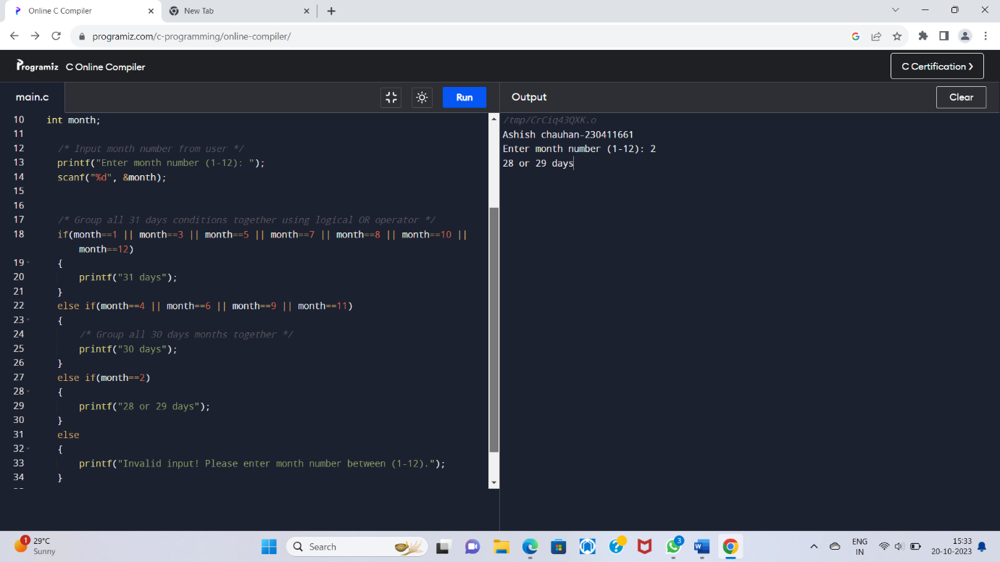 Online C Compiler
New Tab
programiz.com/c-programming/online-compiler/
Programiz C Online Compiler
C Certification
main.c
Run
Output
Clear
10 int month;
11
12 /* Input month number from user */
13 printf("Enter month number (1-12): ");
14 scanf("%d", &month);
15
16
17 /* Group all 31 days conditions together using logical OR operator */
18 if(month==1 || month==3 || month==5 || month==7 || month==8 || month==10 ||
month==12)
19 {
20 printf("31 days");
21 }
22 else if(month==4 || month==6 || month==9 || month==11)
23 {
24 /* Group all 30 days months together */
25 printf("30 days");
26 }
27 else if(month==2)
28 {
29 printf("28 or 29 days");
30 }
31 else
32 {
33 printf("Invalid input! Please enter month number between (1-12).");
34 }
/tmp/CrCiq43QXK.o
Ashish chauhan-230411661
Enter month number (1-12): 2
28 or 29 days
1
29°C
Sunny
Search
3
ENG
IN
15:33
20-10-2023